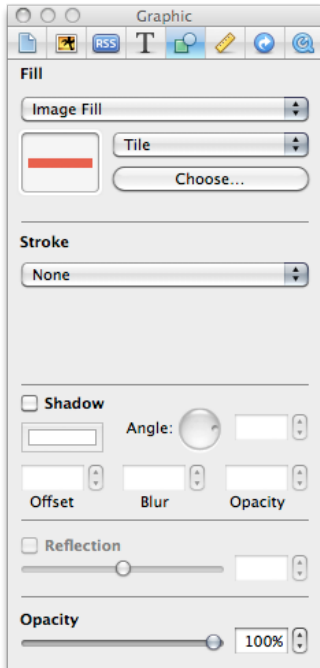 Graphic
RSS T
Fill
Image Fill
Tile
Choose...
Stroke
None
Shadow
Angle:
Offset Blur Opacity
Reflection
Opacity
100%